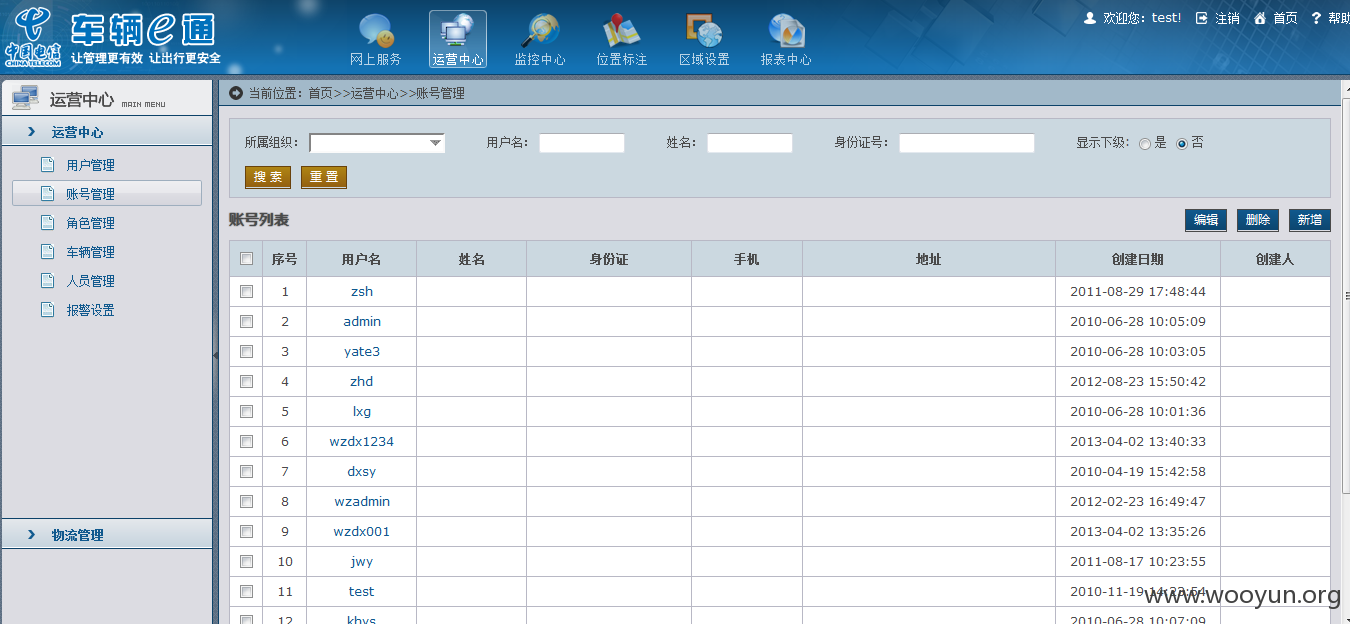 中国电信
CHINA TELECOM
车辆e通
让管理更有效 让出行更安全
网上服务 运营中心 监控中心 位置标注 区域设置 报表中心
欢迎您: test! 注销 首页 ? 帮助
运营中心 MAIN MENU
运营中心
用户管理
账号管理
角色管理
车辆管理
人员管理
报警设置
物流管理
当前位置: 首页>>运营中心>>账号管理
所属组织: 用户名: 姓名: 身份证号: 显示下级: 是 否
搜 索 重 置
账号列表 编辑 删除 新增
序号 用户名 姓名 身份证 手机 地址 创建日期 创建人
1 zsh 2011-08-29 17:48:44
2 admin 2010-06-28 10:05:09
3 yate3 2010-06-28 10:03:05
4 zhd 2012-08-23 15:50:42
5 lxg 2010-06-28 10:01:36
6 wzdx1234 2013-04-02 13:40:33
7 dxsy 2010-04-19 15:42:58
8 wzadmin 2012-02-23 16:49:47
9 wzdx001 2013-04-02 13:35:26
10 jwy 2011-08-17 10:23:55
11 test 2010-11-19 14:23:54
12 khys 2010-06-28 10:07:09
www.wooyun.org